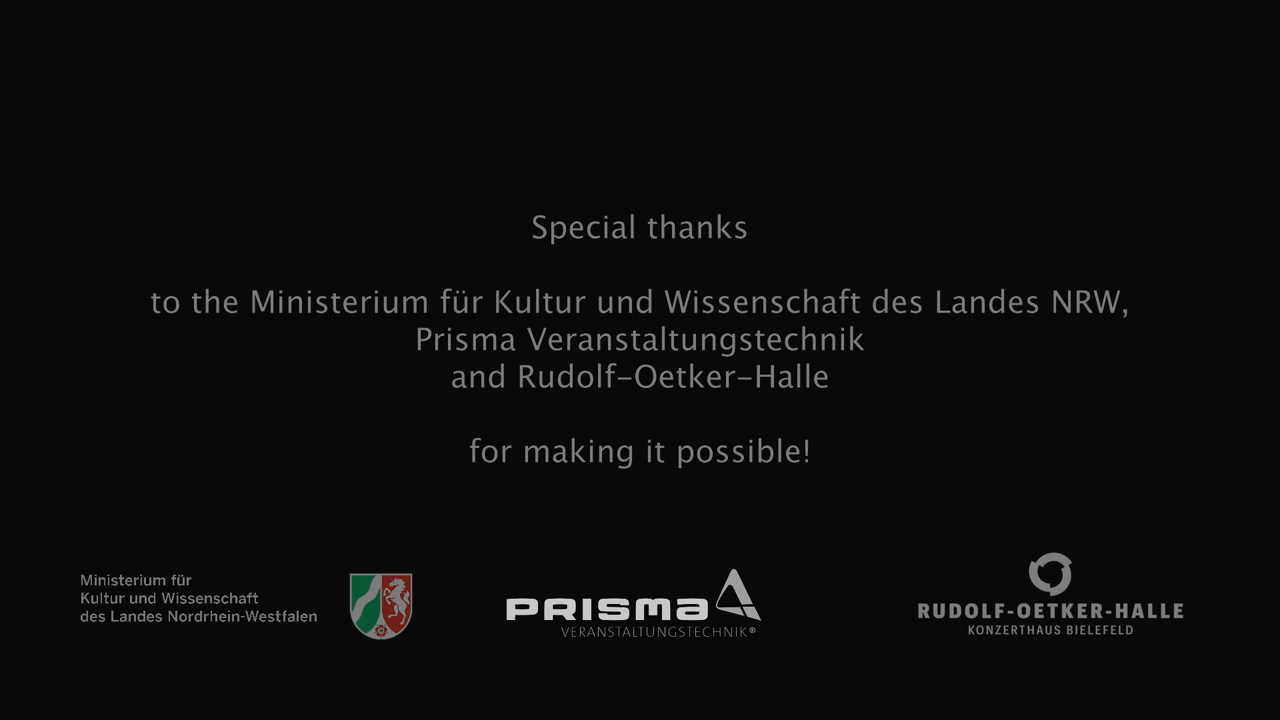 Special thanks
to the Ministerium für Kultur und Wissenschaft des Landes NRW,
Prisma Veranstaltungstechnik
and Rudolf-Oetker-Halle
for making it possible!
Ministerium für
Kultur und Wissenschaft
des Landes Nordrhein-Westfalen
PRISMA
VERANSTALTUNGSTECHNIK®
RUDOLF-OETKER-HALLE
KONZERTHAUS BIELEFELD